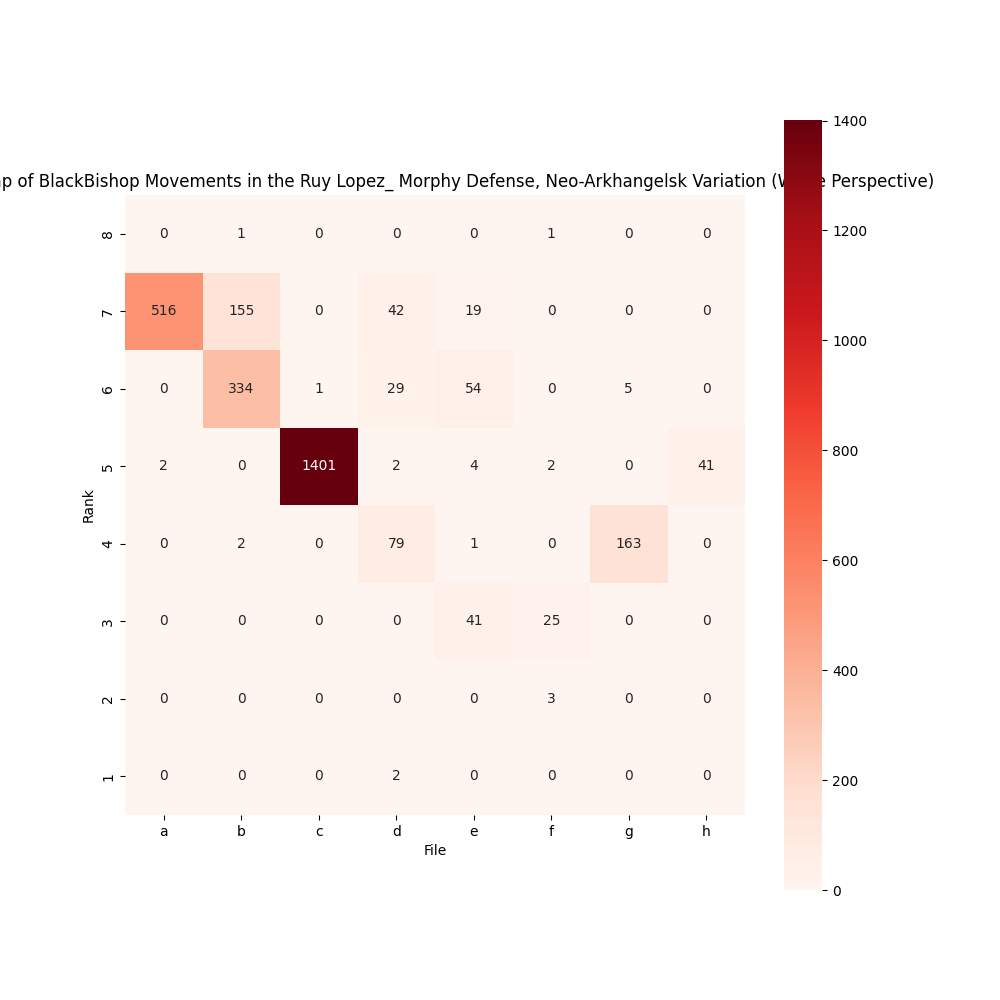 1400
of BlackBishop Movements in the Ruy Lopez_ Morphy Defense, Neo-Arkhangelsk Variation Perspective)
8 0 1 0 0 0 1 0 0
1200
7 516 155 0 42 19 0 0 0
1000
6 0 334 1 29 54 0 5 0
800
5 2 0 1401 2 4 2 0 41
Rank
4 0 2 0 79 1 0 163 0
600
3 0 0 0 0 41 25 0 0
400
2 0 0 0 0 0 3 0 0
1 0 0 0 2 0 0 0 0
200
a b c d e f g h
File
0